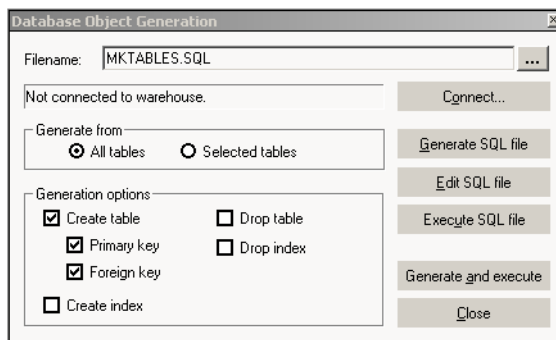 Database Object Generation
Filename: MKTABLES.SQL ...
Not connected to warehouse.
Connect...
Generate from
All tables Selected tables
Generate SQL file
Edit SQL file
Generation options
Create table Drop table
Execute SQL file
Primary key Drop index
Foreign key
Generate and execute
Create index
Close